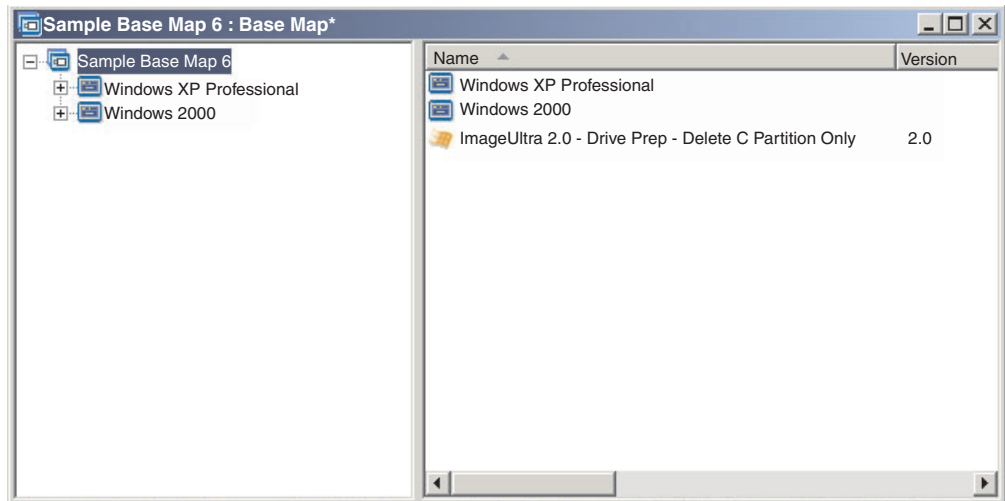 Sample Base Map 6 : Base Map*
Sample Base Map 6
Windows XP Professional
Windows 2000
Name Version
Windows XP Professional
Windows 2000
ImageUltra 2.0 - Drive Prep - Delete C Partition Only 2.0